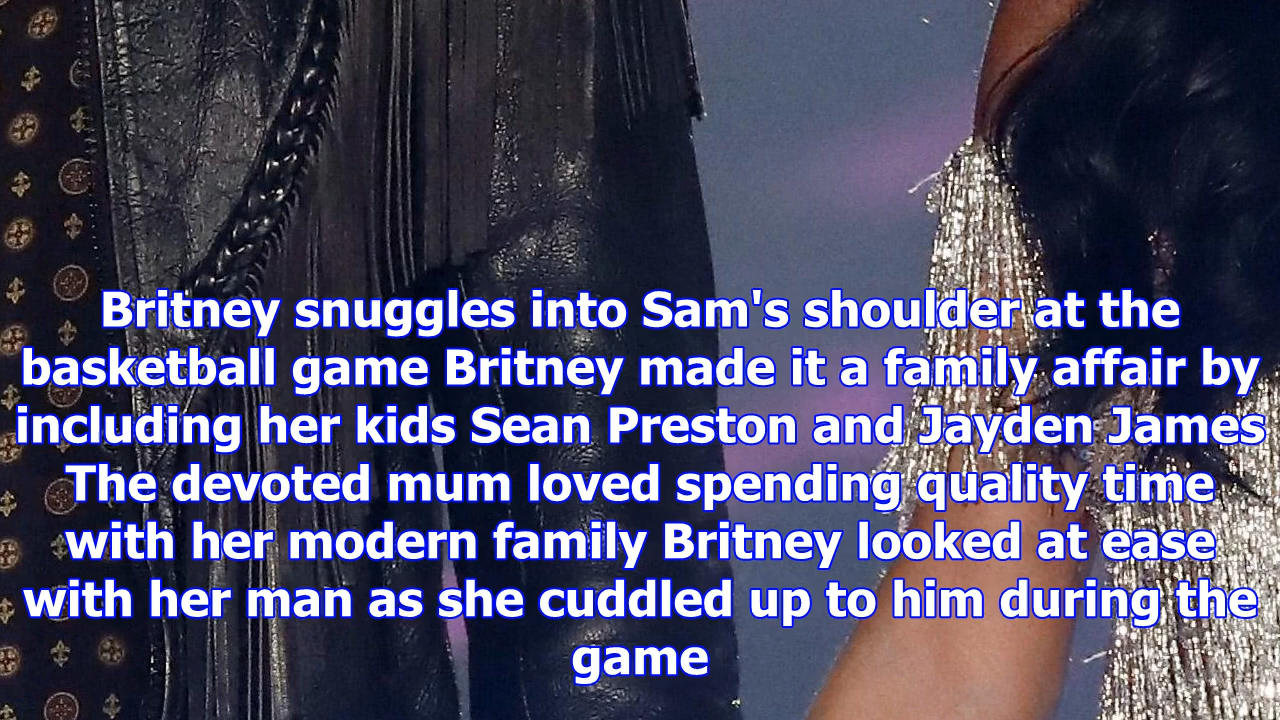 Britney snuggles into Sam's shoulder at the
basketball game Britney made it a family affair by
including her kids Sean Preston and Jayden James
The devoted mum loved spending quality time
with her modern family Britney looked at ease
with her man as she cuddled up to him during the
game